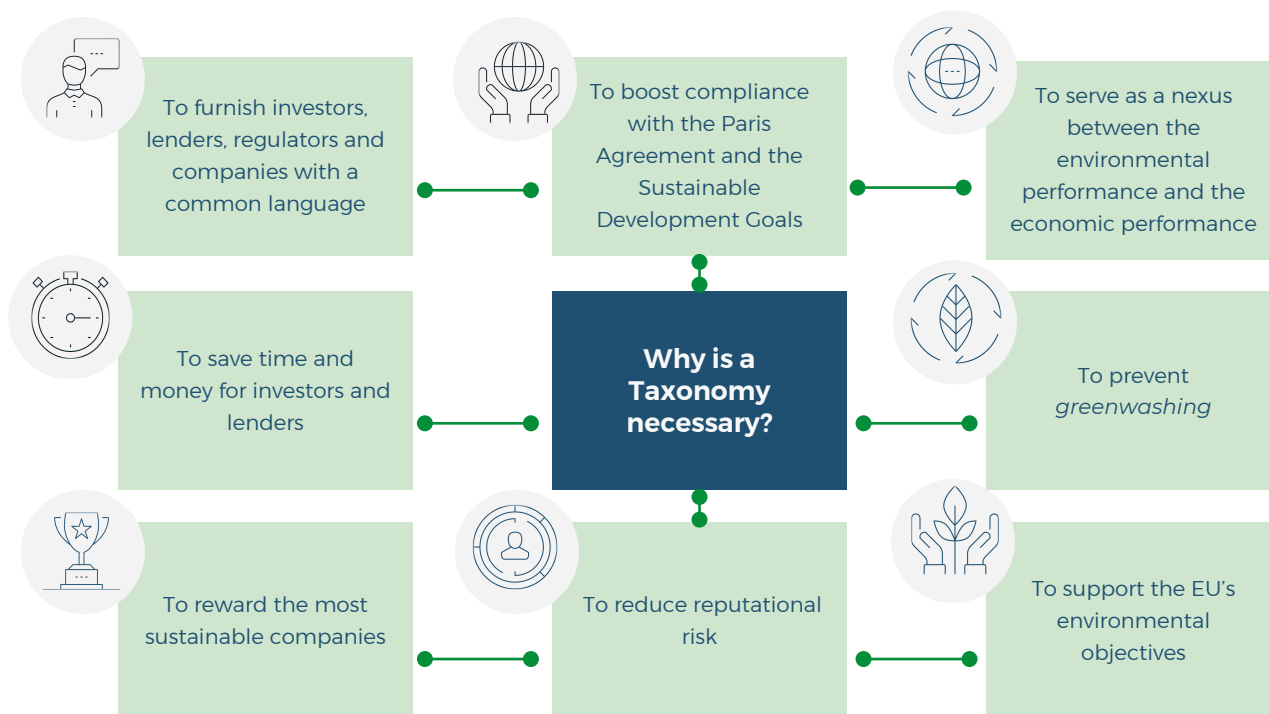 To furnish investors,
lenders, regulators and
companies with a
common language
To boost compliance
with the Paris
Agreement and the
Sustainable
Development Goals
To serve as a nexus
between the
environmental
performance and the
economic performance
To save time and
money for investors and
lenders
Why is a
Taxonomy
necessary?
To prevent
greenwashing
To reward the most
sustainable companies
To reduce reputational
risk
To support the EU’s
environmental
objectives